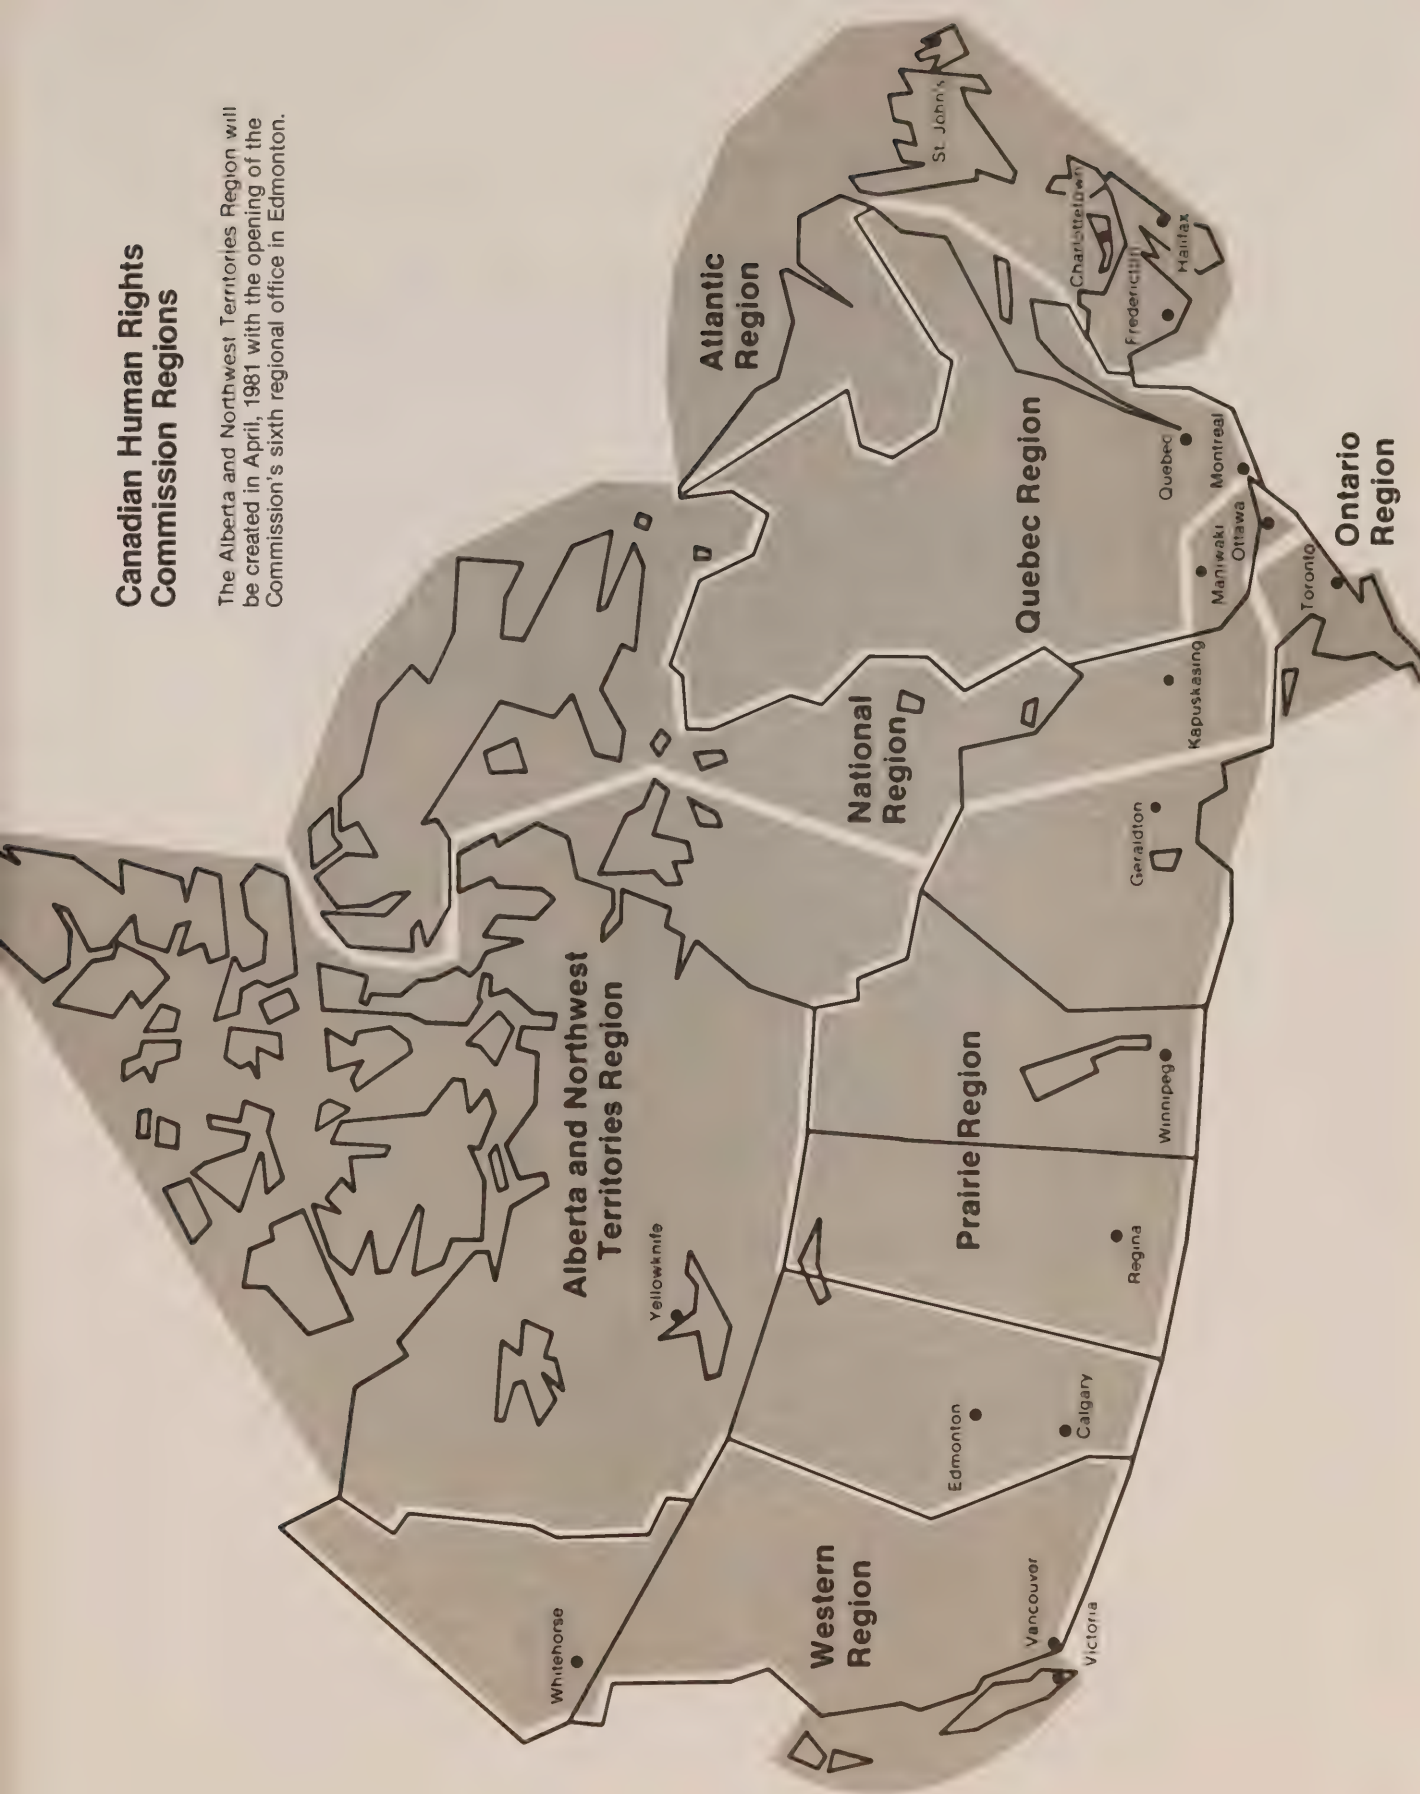 Canadian Human Rights
Commission Regions
The Alberta and Northwest Territories Region will
be created in April, 1981 with the opening of the
Commission's sixth regional office in Edmonton.
Whitehorse
Yellowknife
Alberta and Northwest
Territories Region
Western
Region
Vancouver
Victoria
Edmonton
Calgary
Prairie Region
Regina
Winnipeg
Geraldton
National
Region
Kapuskasing
Quebec Region
Maniwaki
Ottawa
Quebec
Montreal
Toronto
Ontario
Region
Atlantic
Region
St. John's
Charlottetown
Fredericton
Halifax